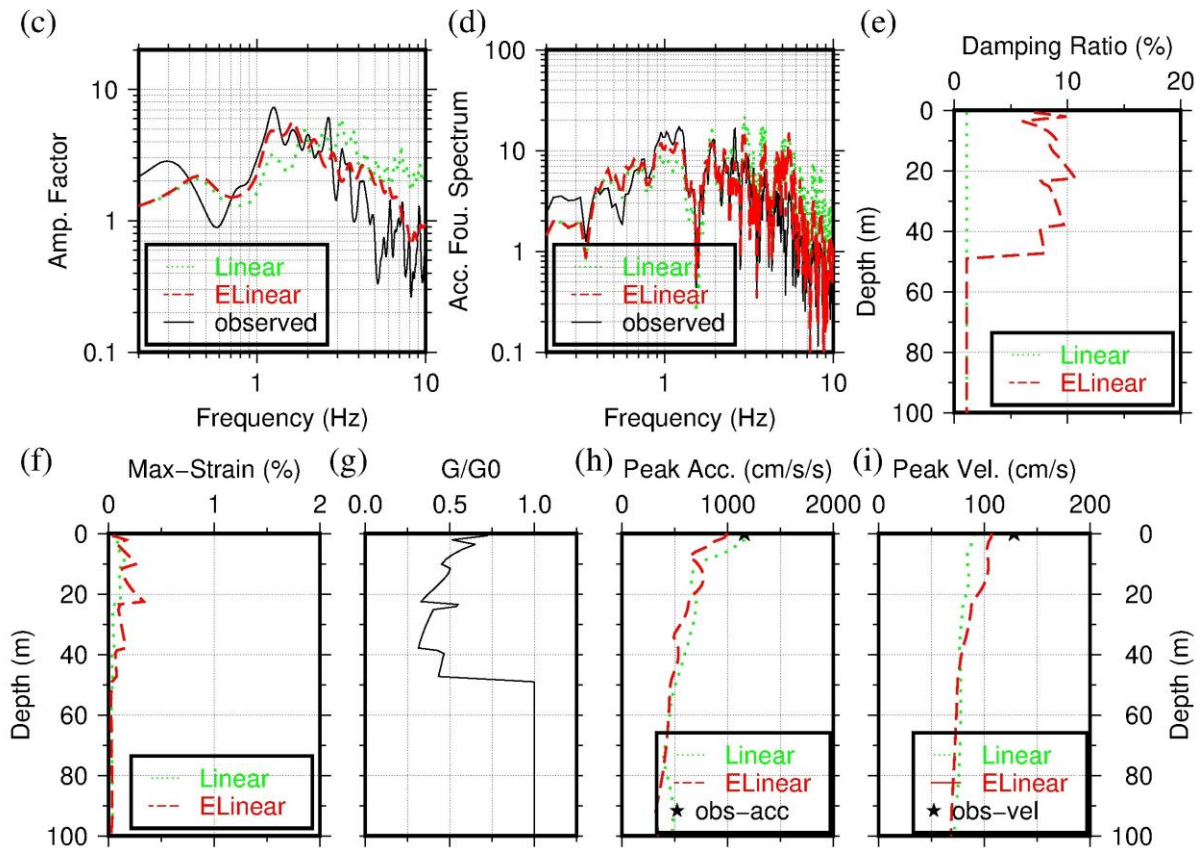 (c)
Amp. Factor
10
1
0.1
1
10
Frequency (Hz)
Linear
ELinear
observed
(d)
Acc. Fou. Spectrum
100
10
1
0.1
1
10
Frequency (Hz)
Linear
ELinear
observed
(e)
Damping Ratio (%)
0
10
20
Depth (m)
0
20
40
60
80
100
Linear
ELinear
(f)
Max-Strain (%)
0
1
2
Depth (m)
0
20
40
60
80
100
Linear
ELinear
(g)
G/G0
0.0
0.5
1.0
(h)
Peak Acc. (cm/s/s)
0
1000
2000
Linear
ELinear
obs-acc
(i)
Peak Vel. (cm/s)
0
100
200
0
20
40
60
80
100
Depth (m)
Linear
ELinear
obs-vel